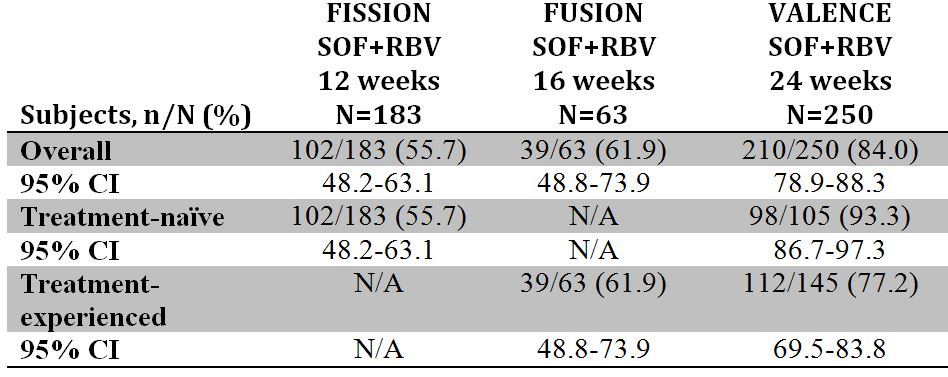 FISSION FUSION VALENCE
SOF+RBV SOF+RBV SOF+RBV
12 weeks 16 weeks 24 weeks
Subjects, n/N (%) N=183 N=63 N=250
Overall 102/183 (55.7) 39/63 (61.9) 210/250 (84.0)
95% CI 48.2-63.1 48.8-73.9 78.9-88.3
Treatment-naïve 102/183 (55.7) N/A 98/105 (93.3)
95% CI 48.2-63.1 N/A 86.7-97.3
Treatment- N/A 39/63 (61.9) 112/145 (77.2)
experienced
95% CI N/A 48.8-73.9 69.5-83.8